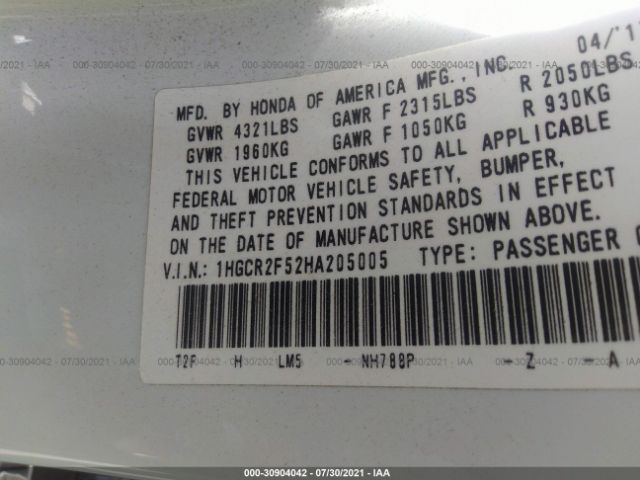 04/'1
MFD. BY HONDA OF AMERICA MFG., INC.
GVWR 4321LBS GAWR F 2315LBS R 2050LBS
GVWR 1960KG GAWR F 1050KG R 930KG
THIS VEHICLE CONFORMS TO ALL APPLICABLE
FEDERAL MOTOR VEHICLE SAFETY, BUMPER,
AND THEFT PREVENTION STANDARDS IN EFFECT
ON THE DATE OF MANUFACTURE SHOWN ABOVE.
V.I.N.: 1HGCR2F52HA205005 TYPE: PASSENGER
T2F H LM5 - NH788P - Z - A
000-30904042 - 07/30/2021 - IAA